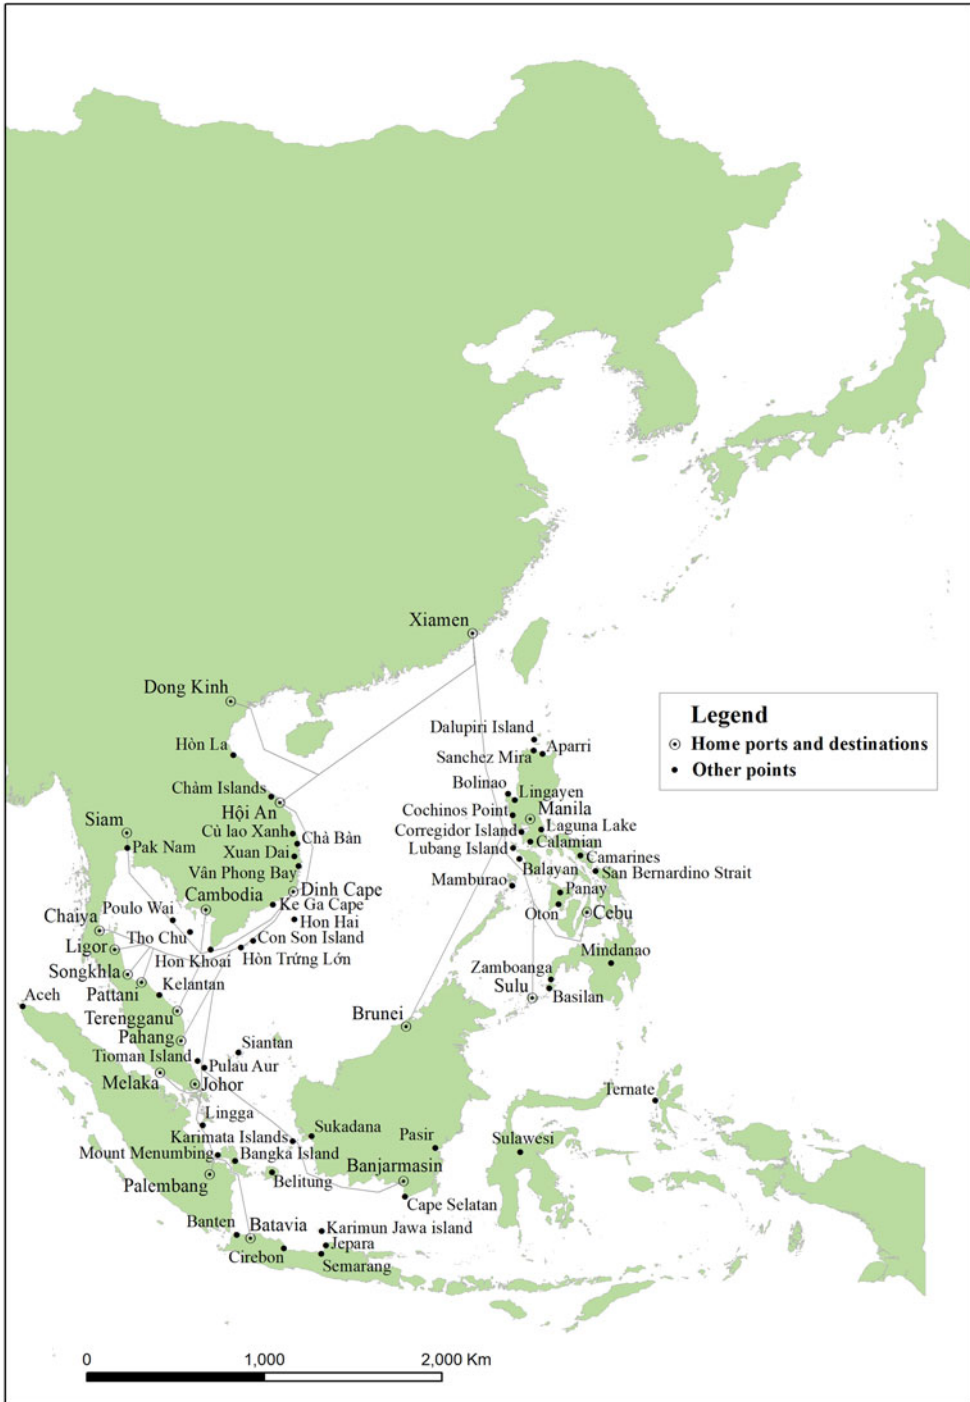 Xiamen
Dong Kinh
Legend
Home ports and destinations
Other points
Dalupiri Island
Hòn La
Sanchez Mira
Aparri
Bolinao
Chàm Islands
Lingayen
Hội An
Cochinos Point
Manila
Siam
Cù lao Xanh
Corregidor Island
Laguna Lake
Chà Bàn
Pak Nam
Xuan Dai
Lubang Island
Calamian
Vân Phong Bay
Balayan
Camarines
San Bernardino Strait
Mamburao
Cambodia
Dinh Cape
Panay
Poulo Wai
Ke Ga Cape
Oton
Cebu
Chaiya
Hon Hai
Tho Chu
Con Son Island
Ligor
Hon Khoai
Hòn Trứng Lớn
Mindanao
Songkhla
Zamboanga
Pattani
Kelantan
Sulu
Basilan
Aceh
Terengganu
Brunei
Pahang
Siantan
Tioman Island
Pulau Aur
Melaka
Johor
Ternate
Lingga
Sukadana
Karimata Islands
Pasir
Sulawesi
Mount Menumbing
Bangka Island
Banjarmasin
Palembang
Belitung
Cape Selatan
Banten
Batavia
Karimun Jawa island
Jepara
Cirebon
Semarang
0
1,000
2,000 Km